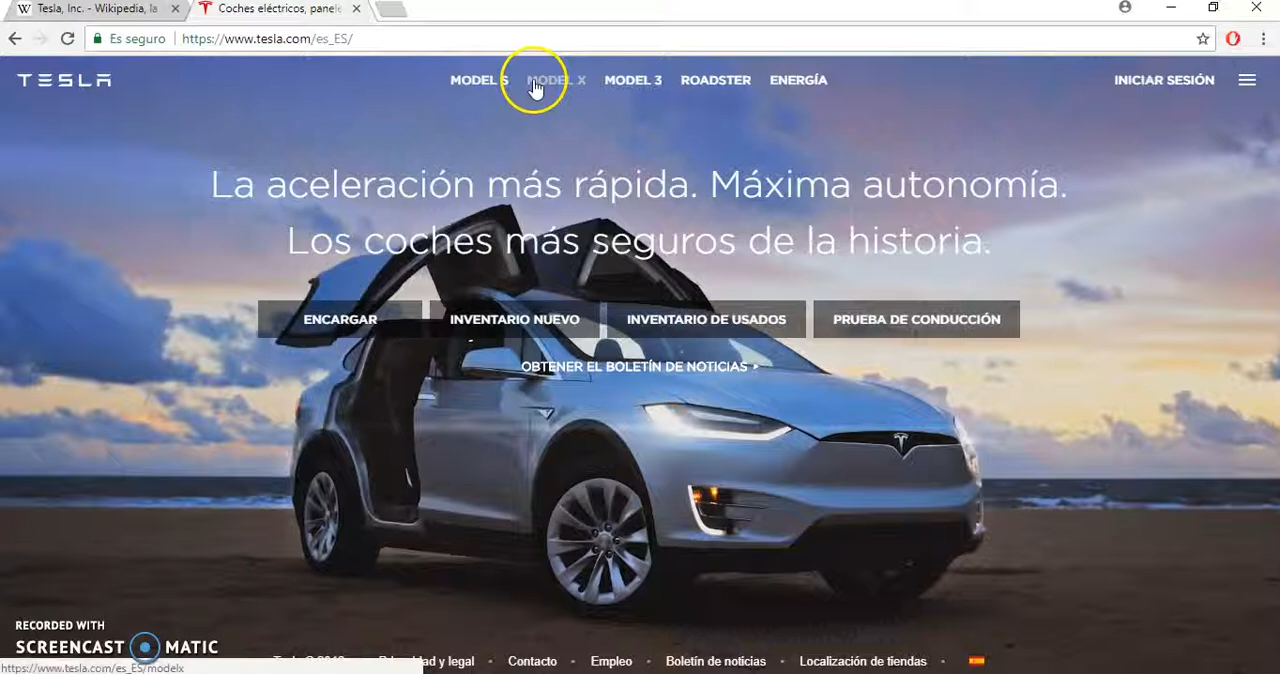 W Tesla, Inc. - Wikipedia, la
Coches eléctricos, panele
Es seguro
https://www.tesla.com/es_ES/
TESLA
MODEL S
MODEL X
MODEL 3
ROADSTER
ENERGÍA
INICIAR SESIÓN
La aceleración más rápida. Máxima autonomía.
Los coches más seguros de la historia.
ENCARGAR
INVENTARIO NUEVO
INVENTARIO DE USADOS
PRUEBA DE CONDUCCIÓN
OBTENER EL BOLETÍN DE NOTICIAS
RECORDED WITH
SCREENCAST MATIC
y legal
Contacto
Empleo
Boletín de noticias
Localización de tiendas
https://www.tesla.com/es_ES/modelx